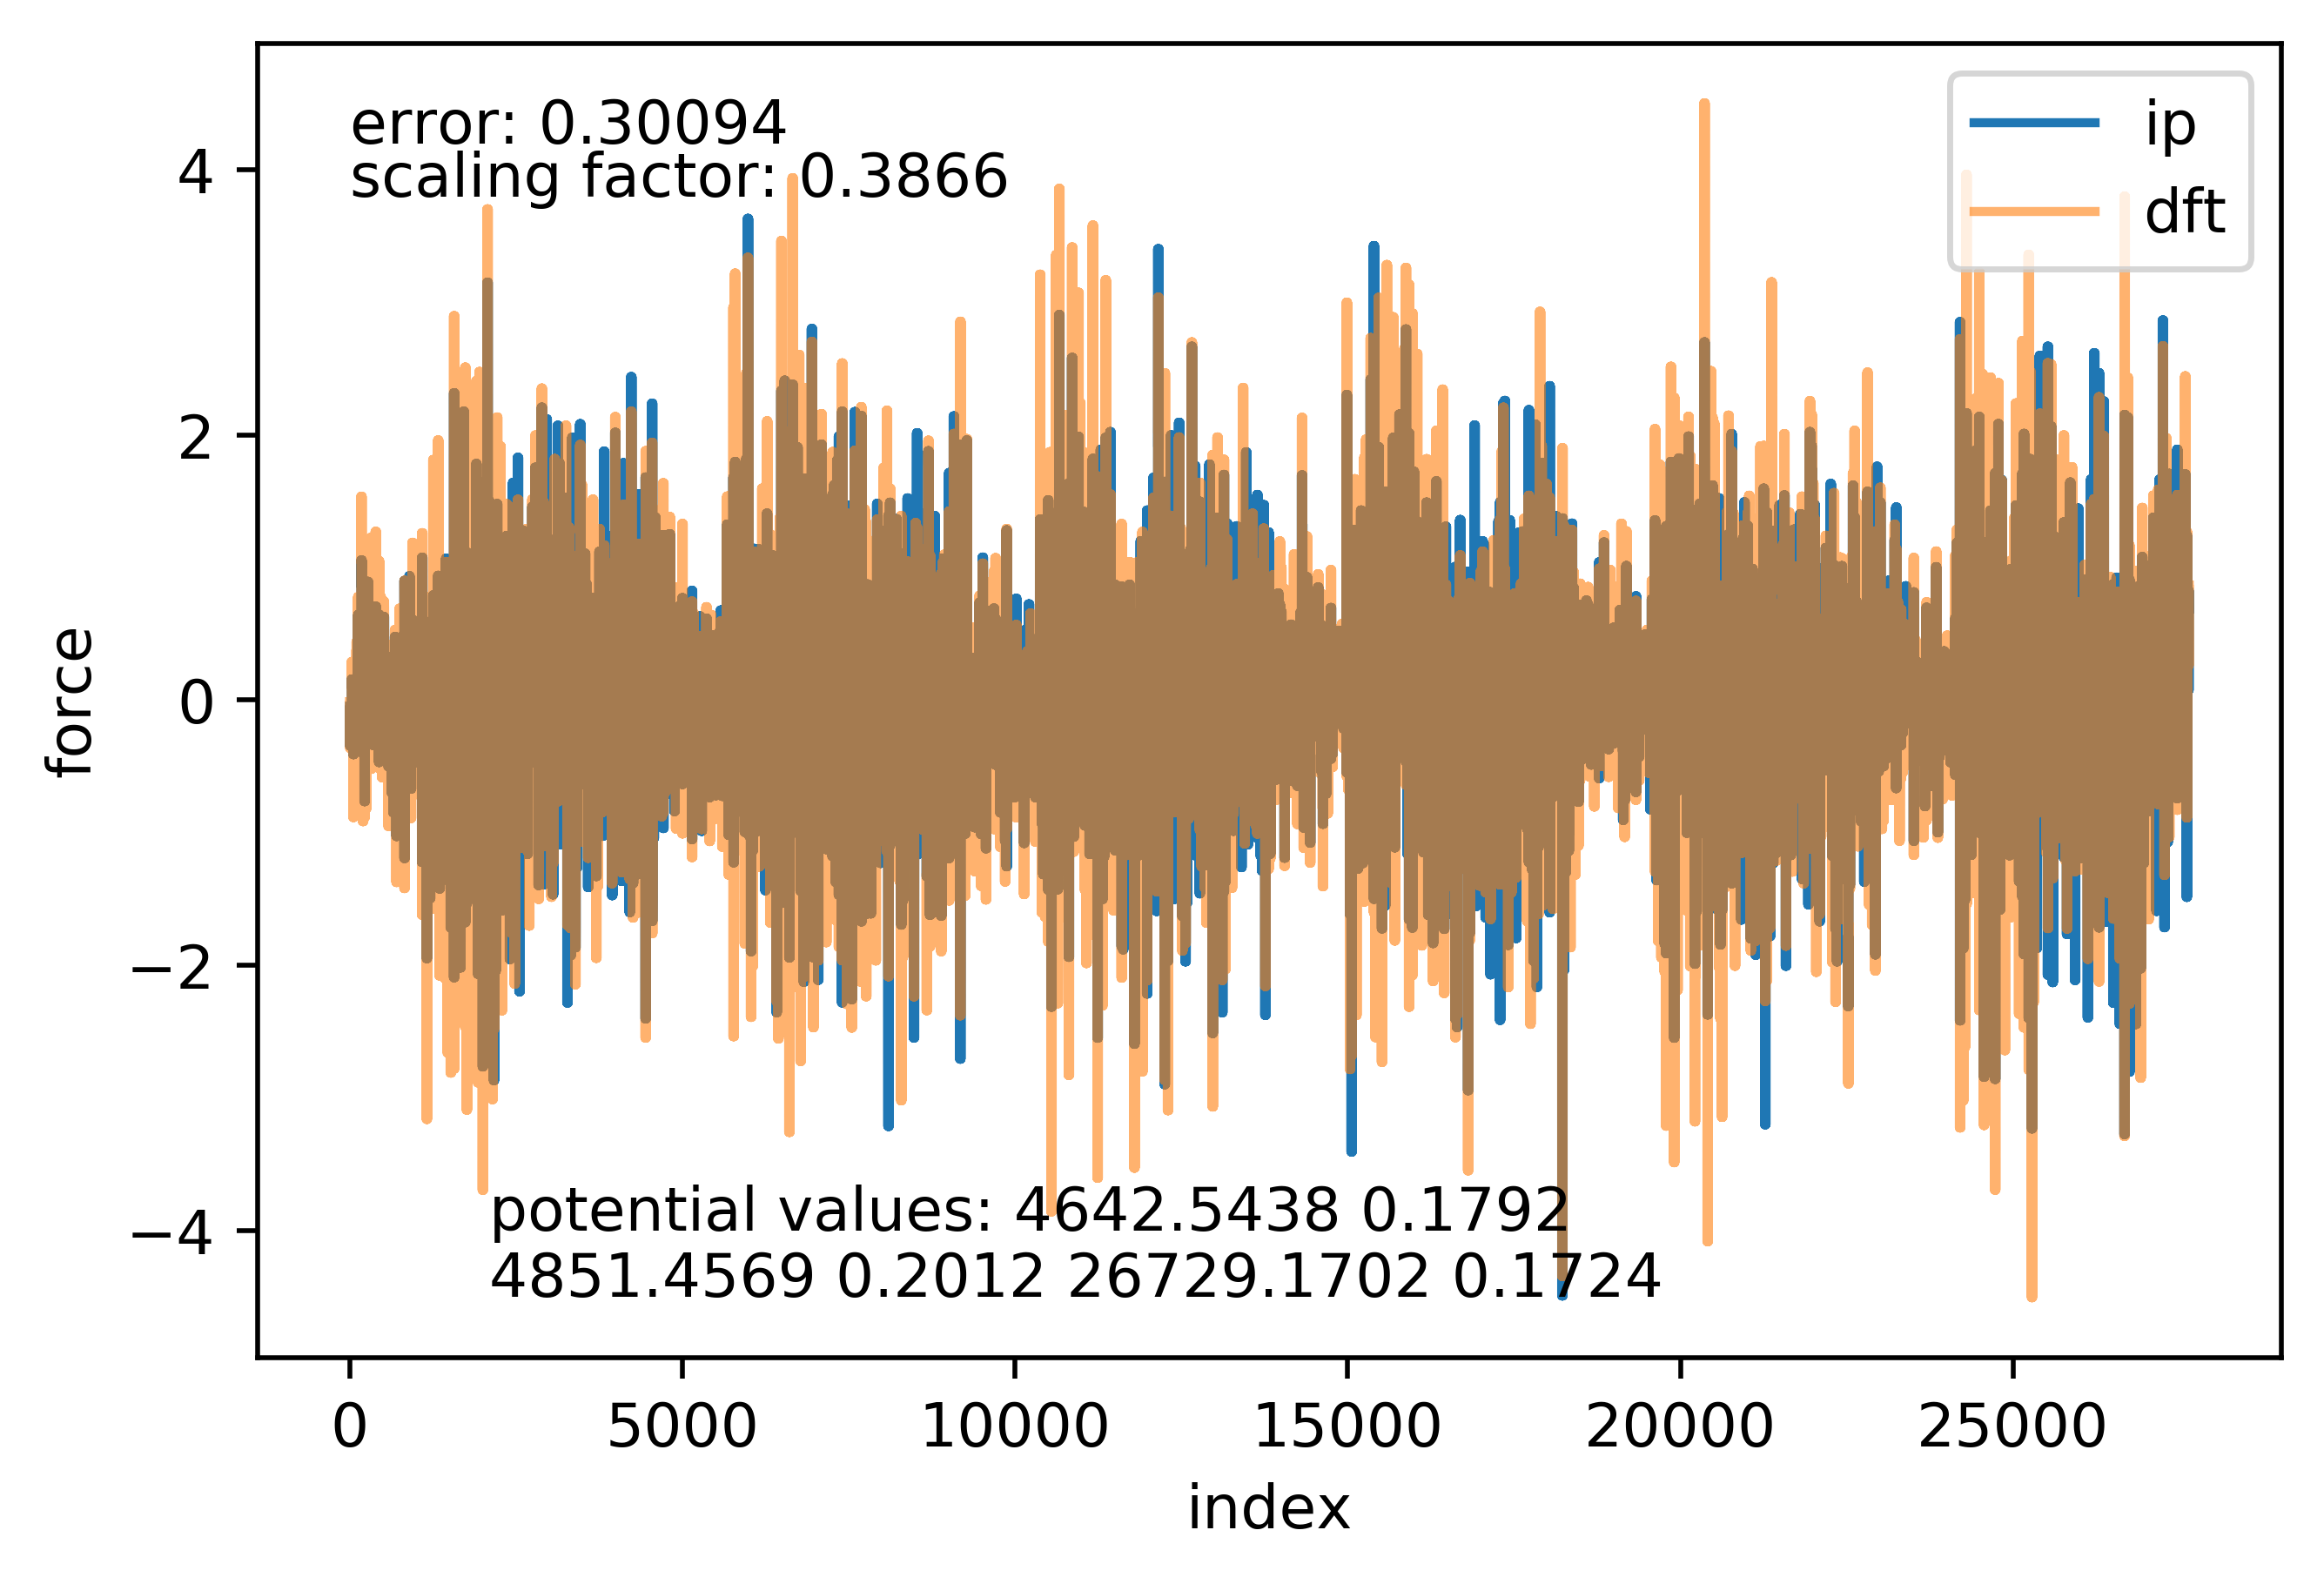 error: 0.30094
scaling factor: 0.3866
ip
dft
4
2
0
−2
−4
force
potential values: 4642.5438 0.1792
4851.4569 0.2012 26729.1702 0.1724
0 5000 10000 15000 20000 25000
index